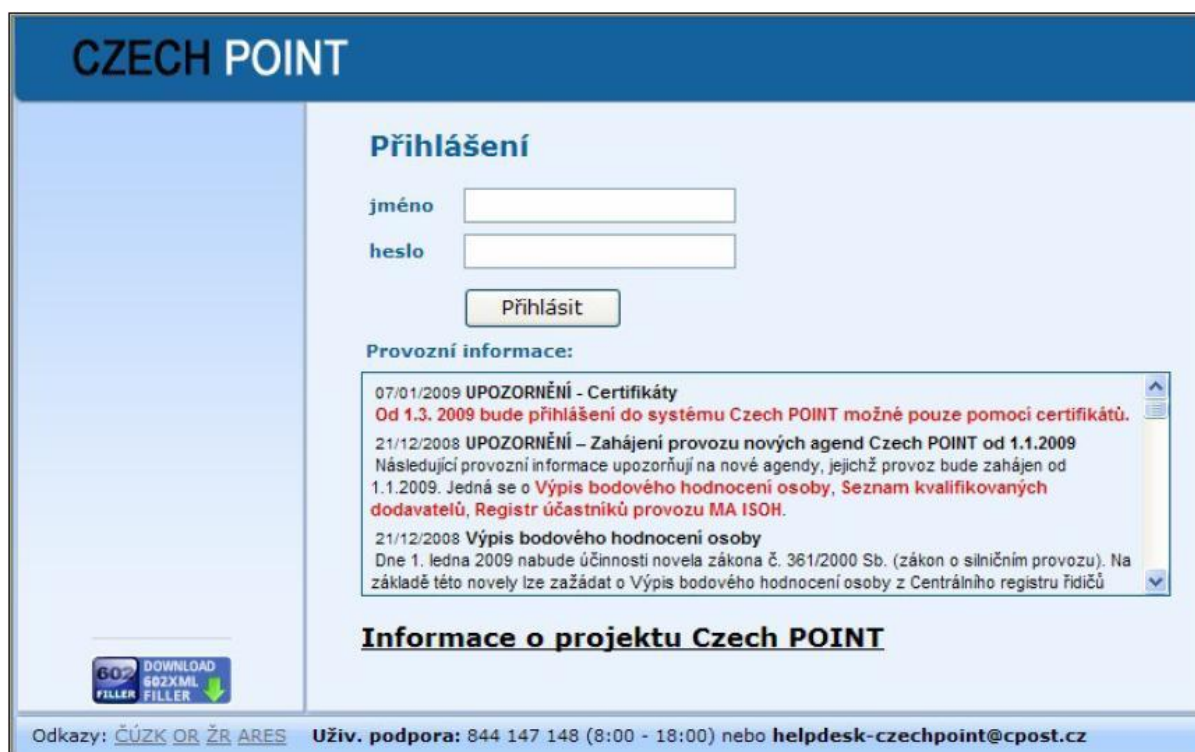 CZECH POINT
Přihlášení
jméno
heslo
Přihlásit
Provozní informace:
07/01/2009 UPOZORNĚNÍ - Certifikáty
Od 1.3. 2009 bude přihlášení do systému Czech POINT možné pouze pomocí certifikátů.
21/12/2008 UPOZORNĚNÍ – Zahájení provozu nových agend Czech POINT od 1.1.2009
Následující provozní informace upozorňují na nové agendy, jejichž provoz bude zahájen od
1.1.2009. Jedná se o Výpis bodového hodnocení osoby, Seznam kvalifikovaných
dodavatelů, Registr účastníků provozu MA ISOH.
21/12/2008 Výpis bodového hodnocení osoby
Dne 1. ledna 2009 nabude účinnosti novela zákona č. 361/2000 Sb. (zákon o silničním provozu). Na
základě této novely lze zažádat o Výpis bodového hodnocení osoby z Centrálního registru řidičů
Informace o projektu Czech POINT
602 FILLER
DOWNLOAD
602XML
FILLER
Odkazy: ČÚZK OR ŽR ARES Uživ. podpora: 844 147 148 (8:00 - 18:00) nebo helpdesk-czechpoint@cpost.cz